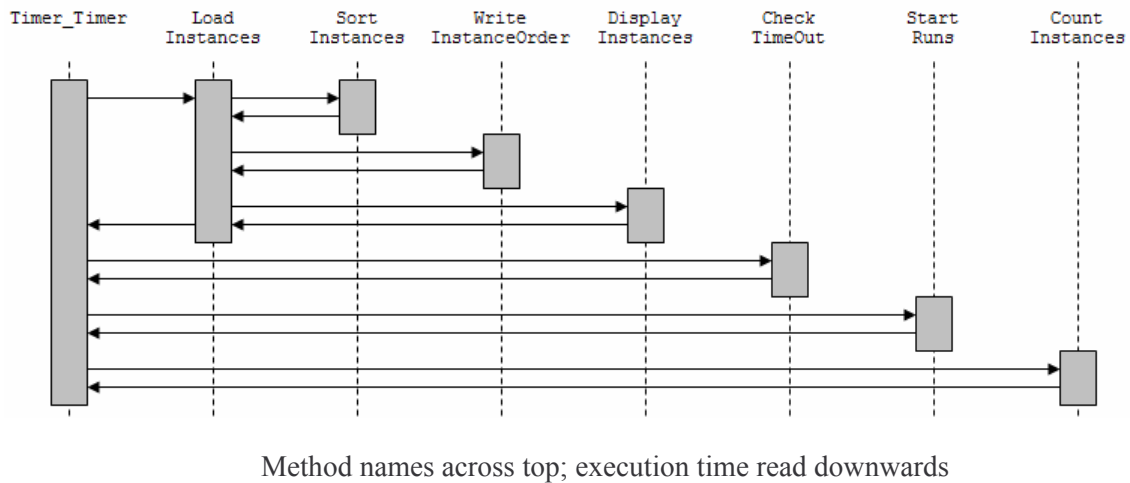 Timer_Timer Load Sort Write Display Check Start Count
Instances Instances InstanceOrder Instances TimeOut Runs Instances
Method names across top; execution time read downwards